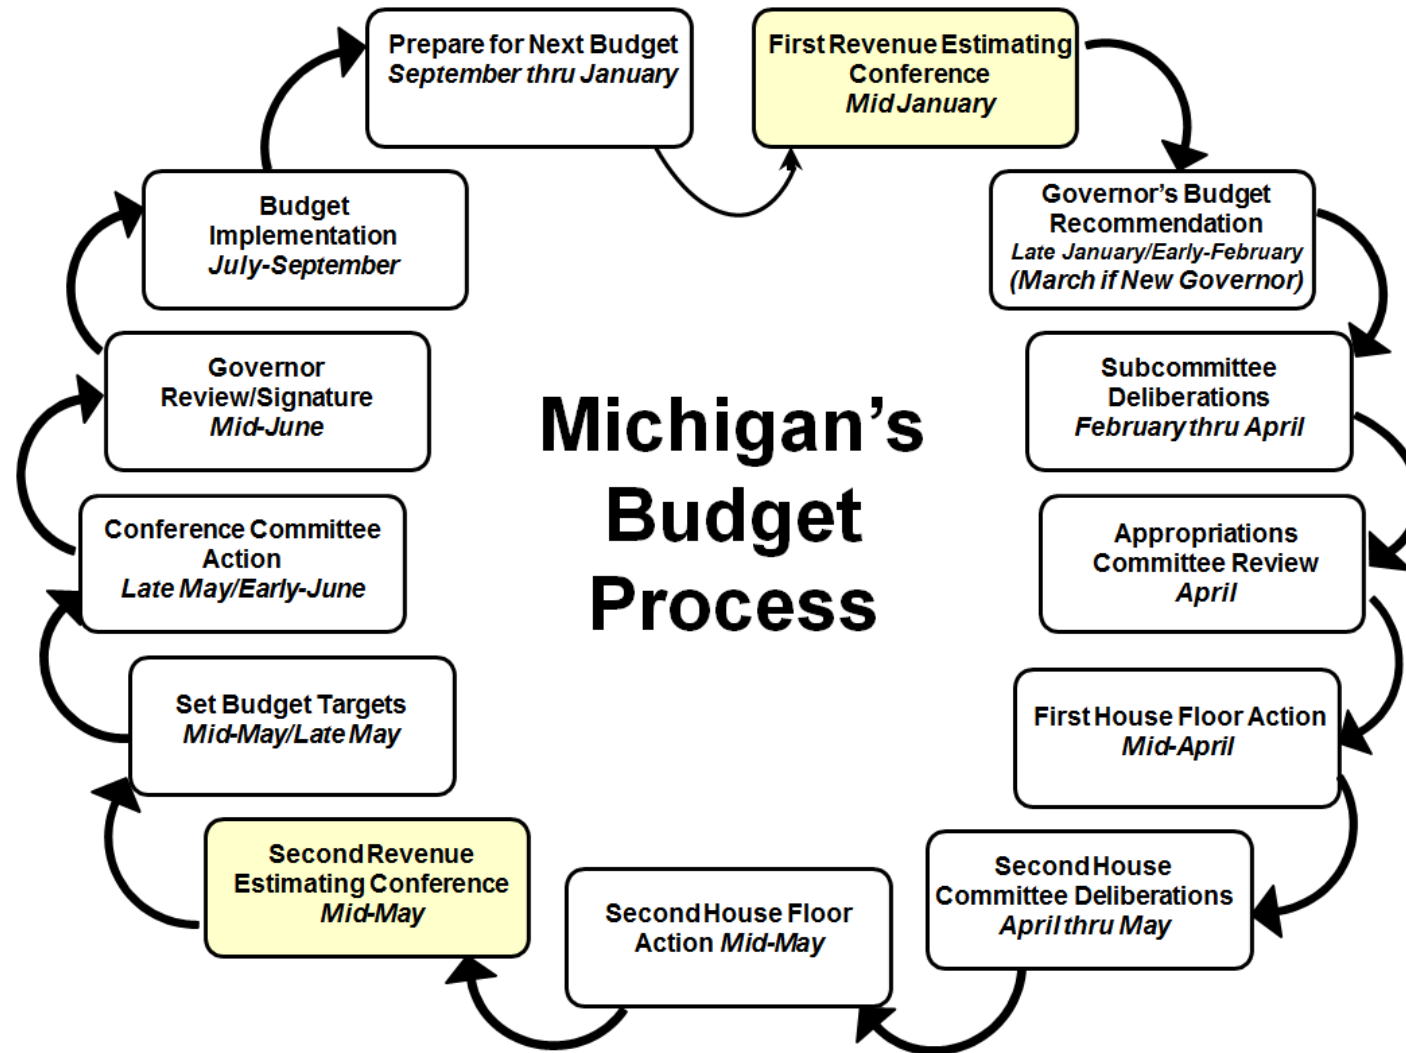 Prepare for Next Budget
September thru January
First Revenue Estimating
Conference
Mid January
Governor's Budget
Recommendation
Late January/Early-February
(March if New Governor)
Subcommittee
Deliberations
February thru April
Appropriations
Committee Review
April
First House Floor Action
Mid-April
Second House
Committee Deliberations
April thru May
Second House Floor
Action Mid-May
Second Revenue
Estimating Conference
Mid-May
Set Budget Targets
Mid-May/Late May
Conference Committee
Action
Late May/Early-June
Governor
Review/Signature
Mid-June
Budget
Implementation
July-September
Michigan's
Budget
Process